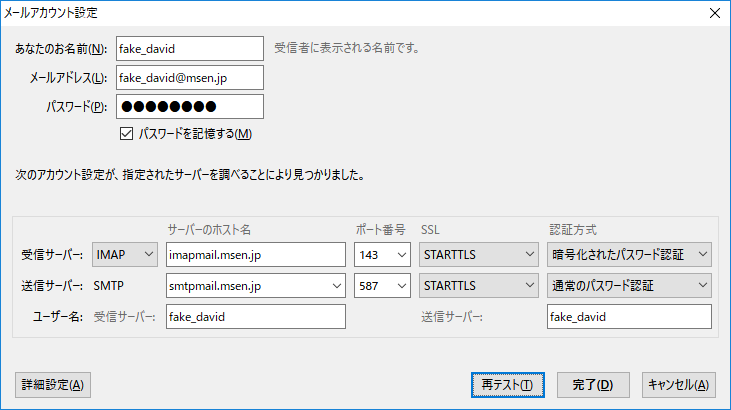 メールアカウント設定
あなたのお名前(N): fake_david 受信者に表示される名前です。
メールアドレス(L): fake_david@msen.jp
パスワード(P): ●●●●●●●●
パスワードを記憶する(M)
次のアカウント設定が、指定されたサーバーを調べることにより見つかりました。
サーバーのホスト名 ポート番号 SSL 認証方式
受信サーバー: IMAP imapmail.msen.jp 143 STARTTLS 暗号化されたパスワード認証
送信サーバー: SMTP smtpmail.msen.jp 587 STARTTLS 通常のパスワード認証
ユーザー名: 受信サーバー: fake_david 送信サーバー: fake_david
詳細設定(A) 再テスト(T) 完了(D) キャンセル(A)